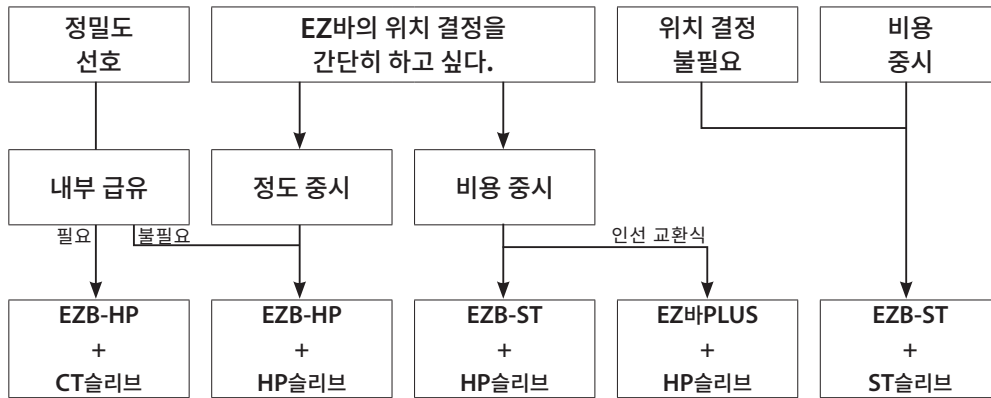 정밀도
선호
EZ바의 위치 결정을
간단히 하고 싶다.
위치 결정
불필요
비용
중시
내부 급유
정도 중시
비용 중시
필요
불필요
인선 교환식
EZB-HP
+
CT슬리브
EZB-HP
+
HP슬리브
EZB-ST
+
HP슬리브
EZ바PLUS
+
HP슬리브
EZB-ST
+
ST슬리브